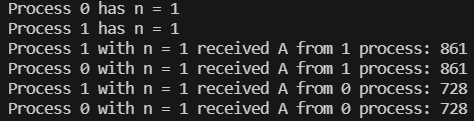 Process 0 has n = 1
Process 1 has n = 1
Process 1 with n = 1 received A from 1 process: 861
Process 0 with n = 1 received A from 1 process: 861
Process 1 with n = 1 received A from 0 process: 728
Process 0 with n = 1 received A from 0 process: 728